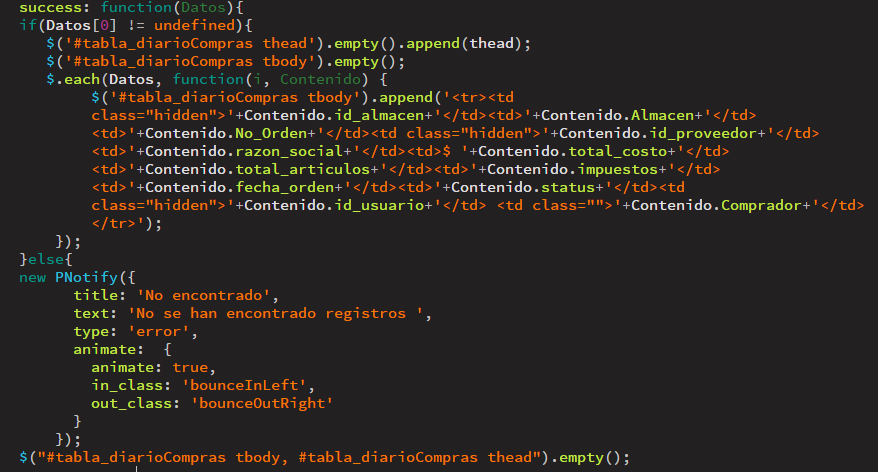 success: function(Datos){
if(Datos[0] != undefined){
$('#tabla_diarioCompras thead').empty().append(thead);
$('#tabla_diarioCompras tbody').empty();
$.each(Datos, function(i, Contenido) {
$('#tabla_diarioCompras tbody').append('<tr><td
class="hidden">'+Contenido.id_almacen+'</td><td>'+Contenido.Almacen+'</td>
<td>'+Contenido.No_Orden+'</td><td class="hidden">'+Contenido.id_proveedor+'</td>
<td>'+Contenido.razon_social+'</td><td>$ '+Contenido.total_costo+'</td>
<td>'+Contenido.total_articulos+'</td><td>'+Contenido.impuestos+'</td>
<td>'+Contenido.fecha_orden+'</td><td>'+Contenido.status+'</td><td
class="hidden">'+Contenido.id_usuario+'</td> <td class="">'+Contenido.Comprador+'</td>
</tr>');
});
}else{
new PNotify({
title: 'No encontrado',
text: 'No se han encontrado registros ',
type: 'error',
animate:  {
animate: true,
in_class: 'bounceInLeft',
out_class: 'bounceOutRight'
}
});
$("#tabla_diarioCompras tbody, #tabla_diarioCompras thead").empty();